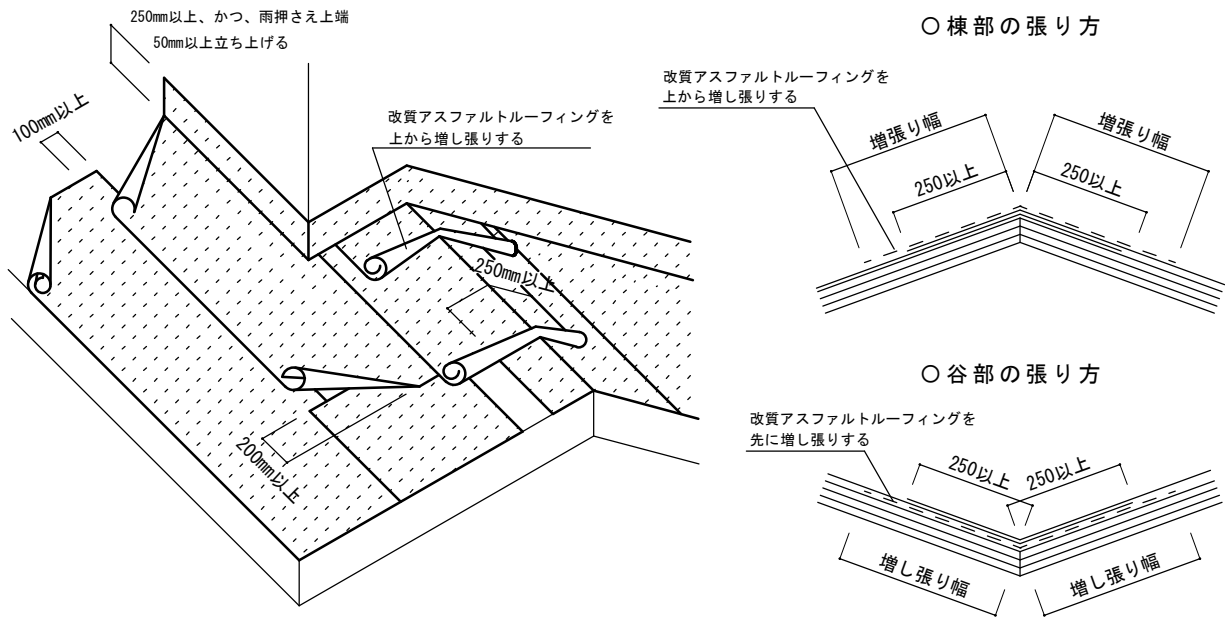 250mm以上、かつ、雨押さえ上端
50mm以上立ち上げる
100mm以上
改質アスファルトルーフィングを
上から増し張りする
250mm以上
200mm以上
○棟部の張り方
改質アスファルトルーフィングを
上から増し張りする
増張り幅
増張り幅
250以上
250以上
○谷部の張り方
改質アスファルトルーフィングを
先に増し張りする
250以上
250以上
増し張り幅
増し張り幅